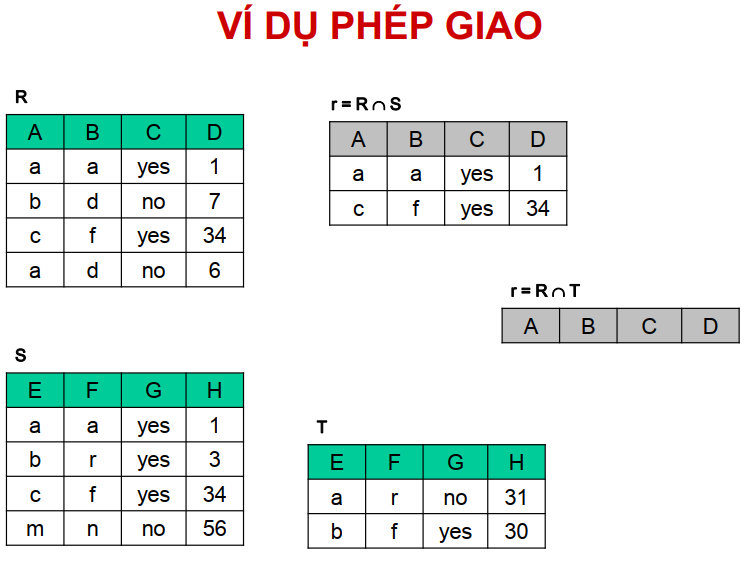 VÍ DỤ PHÉP GIAO
R
A B C D
a a yes 1
b d no 7
c f yes 34
a d no 6
r = R ∩ S
A B C D
a a yes 1
c f yes 34
r = R ∩ T
A B C D
S
E F G H
a a yes 1
b r yes 3
c f yes 34
m n no 56
T
E F G H
a r no 31
b f yes 30